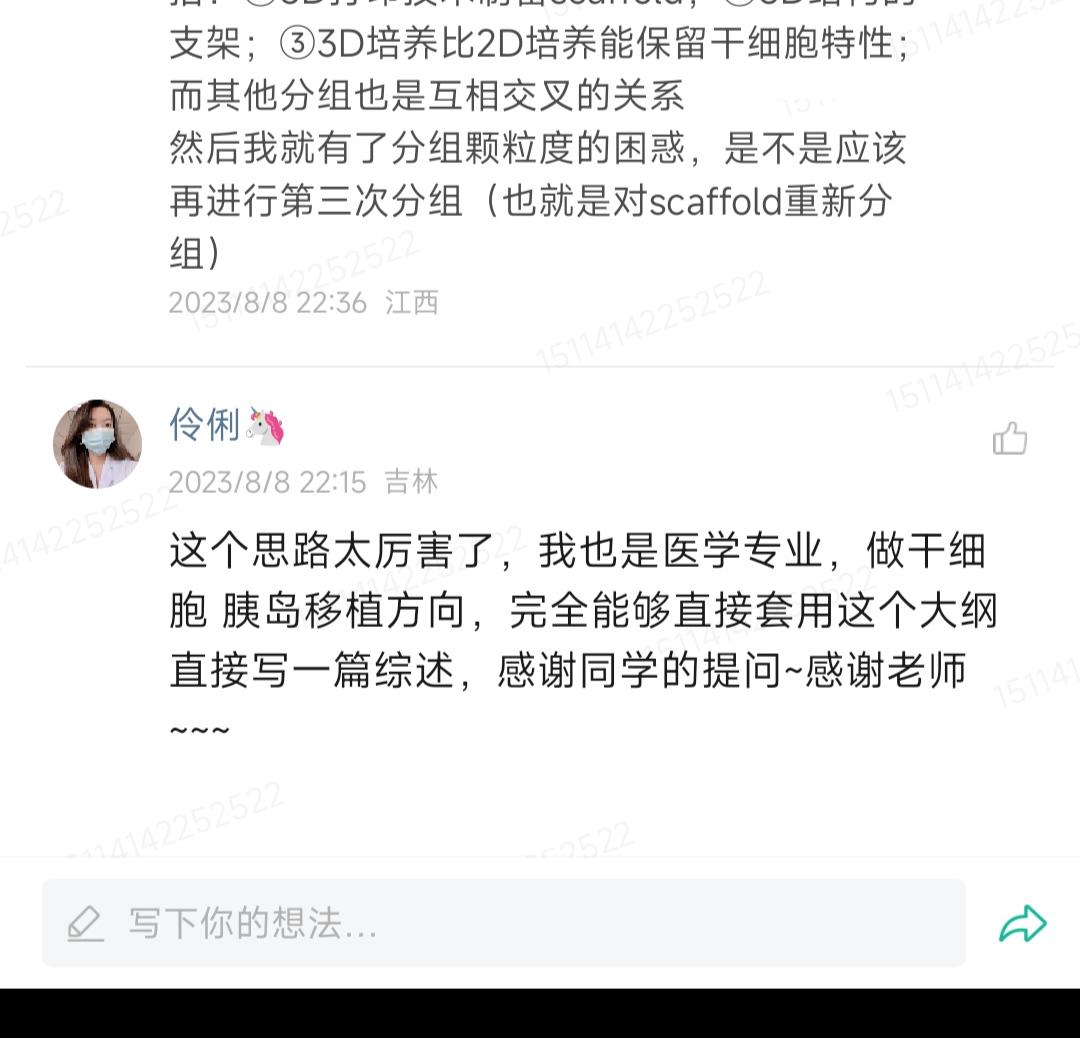 支架；③3D培养比2D培养能保留干细胞特性；
而其他分组也是互相交叉的关系
然后我就有了分组颗粒度的困惑，是不是应该
再进行第三次分组（也就是对scaffold重新分
组）
2023/8/8 22:36 江西
伶俐🦄
2023/8/8 22:15 吉林
这个思路太厉害了，我也是医学专业，做干细
胞 胰岛移植方向，完全能够直接套用这个大纲
直接写一篇综述，感谢同学的提问~感谢老师
~~~
写下你的想法...
151141422522522